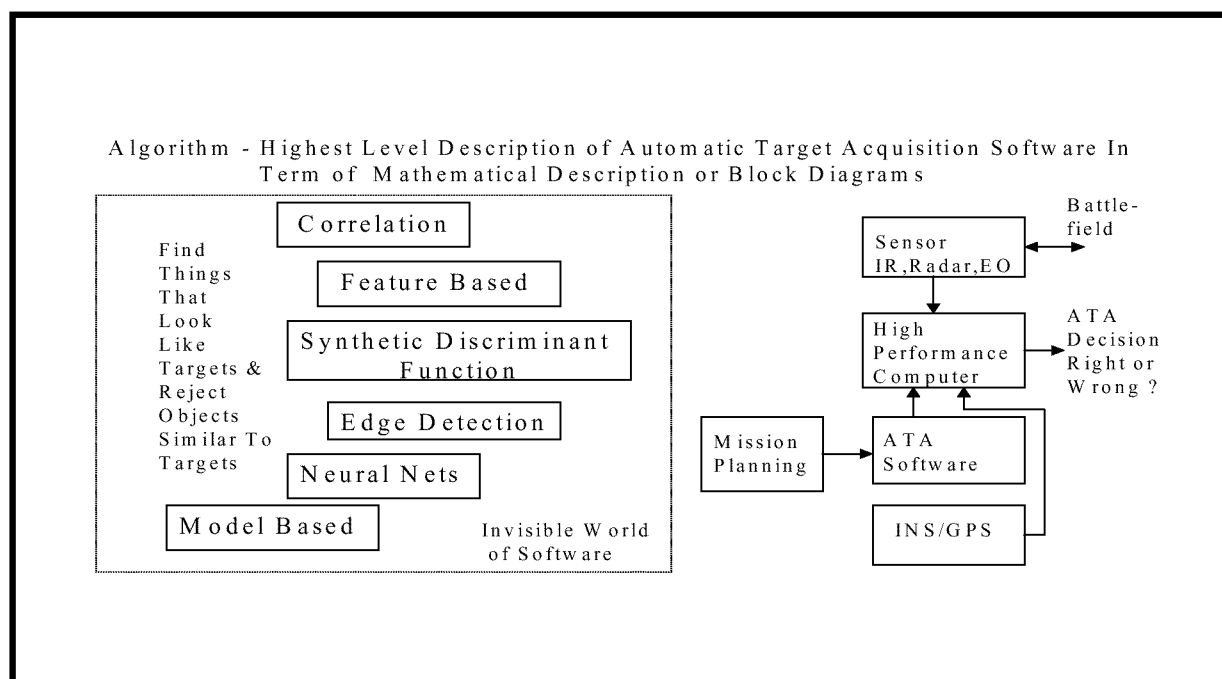 Algorithm - Highest Level Description of Automatic Target Acquisition Software In
Term of Mathematical Description or Block Diagrams
Correlation
Find
Things
That
Look
Like
Targets &
Reject
Objects
Similar To
Targets
Feature Based
Synthetic Discriminant
Function
Edge Detection
Neural Nets
Model Based
Invisible World
of Software
Battle-
field
Sensor
IR,Radar,EO
High
Performance
Computer
ATA
Decision
Right or
Wrong ?
Mission
Planning
ATA
Software
INS/GPS